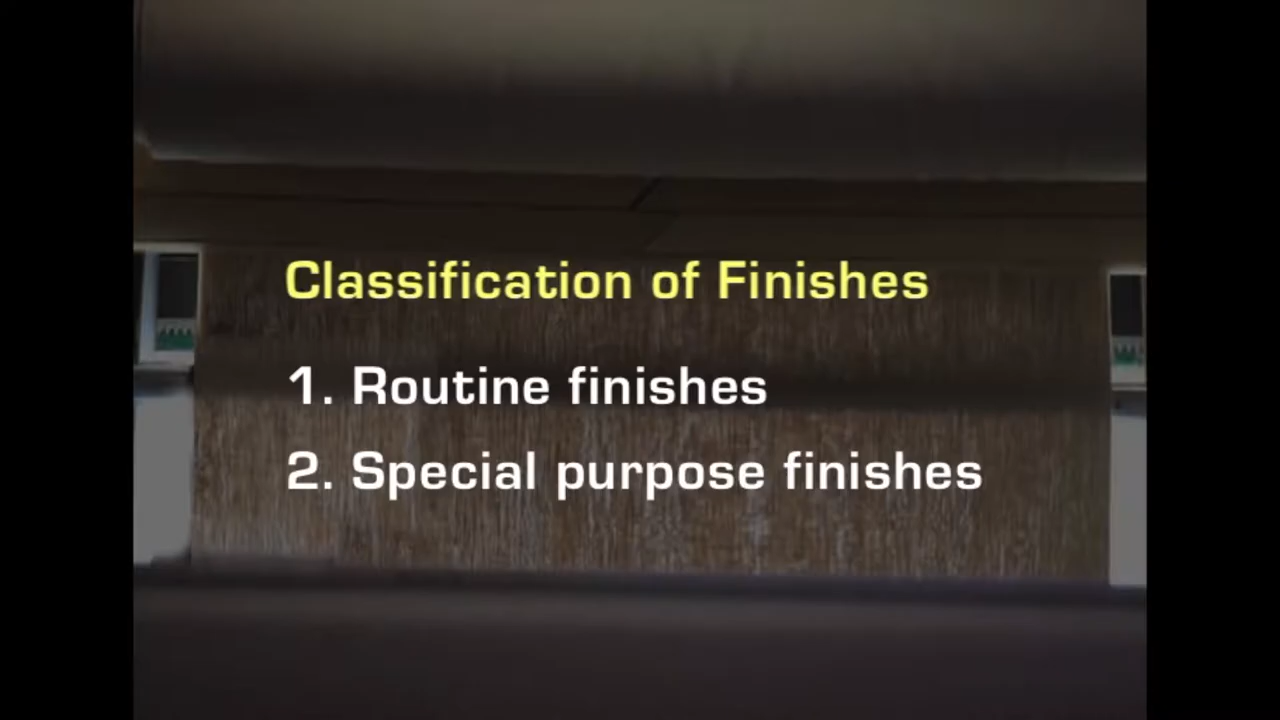 Classification of Finishes
1. Routine finishes
2. Special purpose finishes